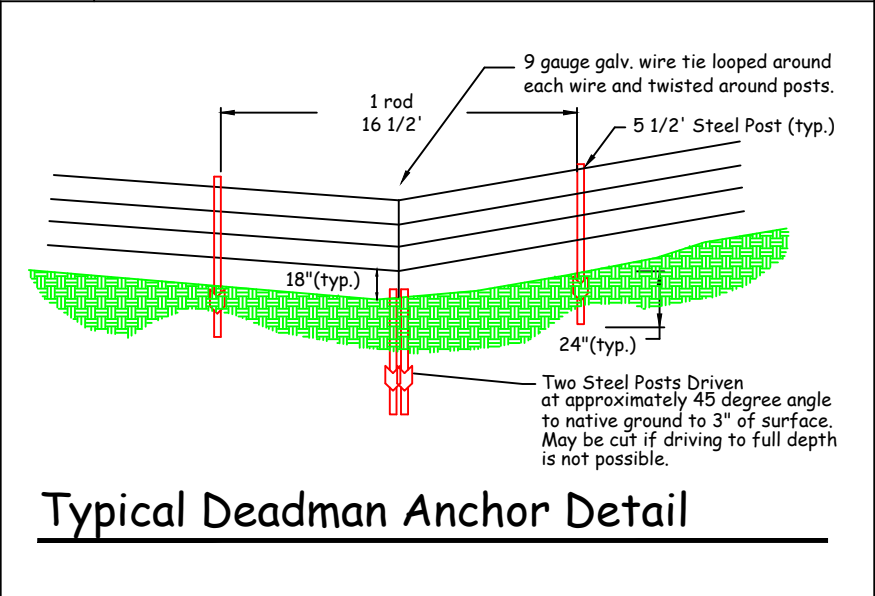 9 gauge galv. wire tie looped around
each wire and twisted around posts.
1 rod
16 1/2'
5 1/2' Steel Post (typ.)
18"(typ.)
24"(typ.)
Two Steel Posts Driven
at approximately 45 degree angle
to native ground to 3" of surface.
May be cut if driving to full depth
is not possible.
Typical Deadman Anchor Detail